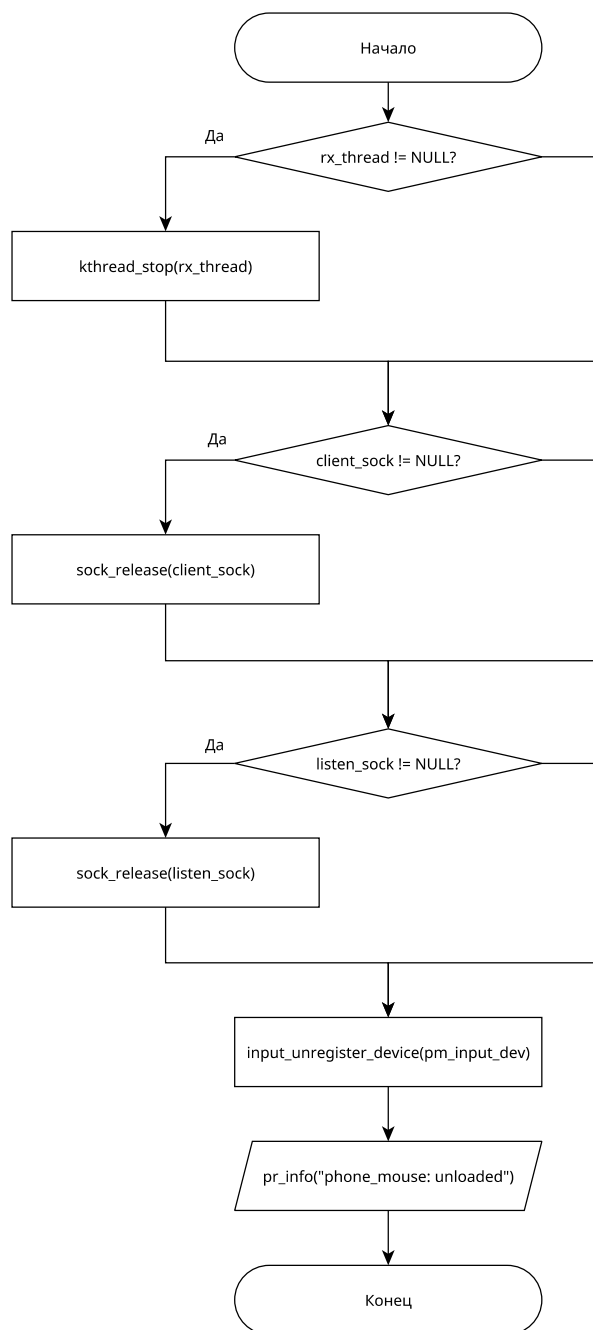 Начало
Да
rx_thread != NULL?
kthread_stop(rx_thread)
Да
client_sock != NULL?
sock_release(client_sock)
Да
listen_sock != NULL?
sock_release(listen_sock)
input_unregister_device(pm_input_dev)
pr_info("phone_mouse: unloaded")
Конец